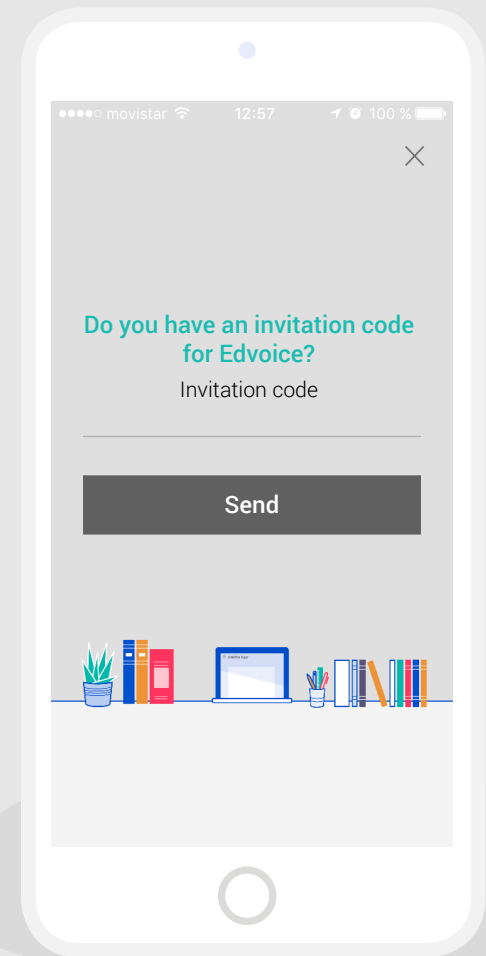 movistar 12:57 100 %
Do you have an invitation code
for Edvoice?
Invitation code
Send